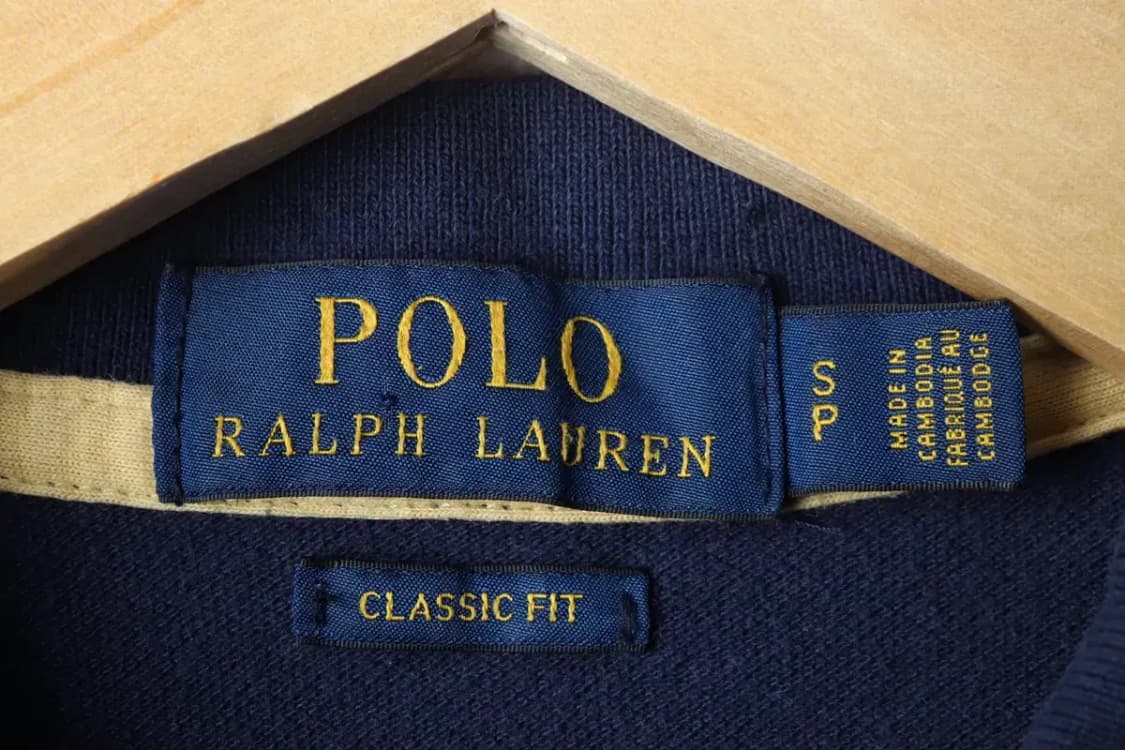 POLO
RALPH LAUREN
S
P
MADE IN
CAMBODIA
FABRIQUÉ AU
CAMBODGE
CLASSIC FIT